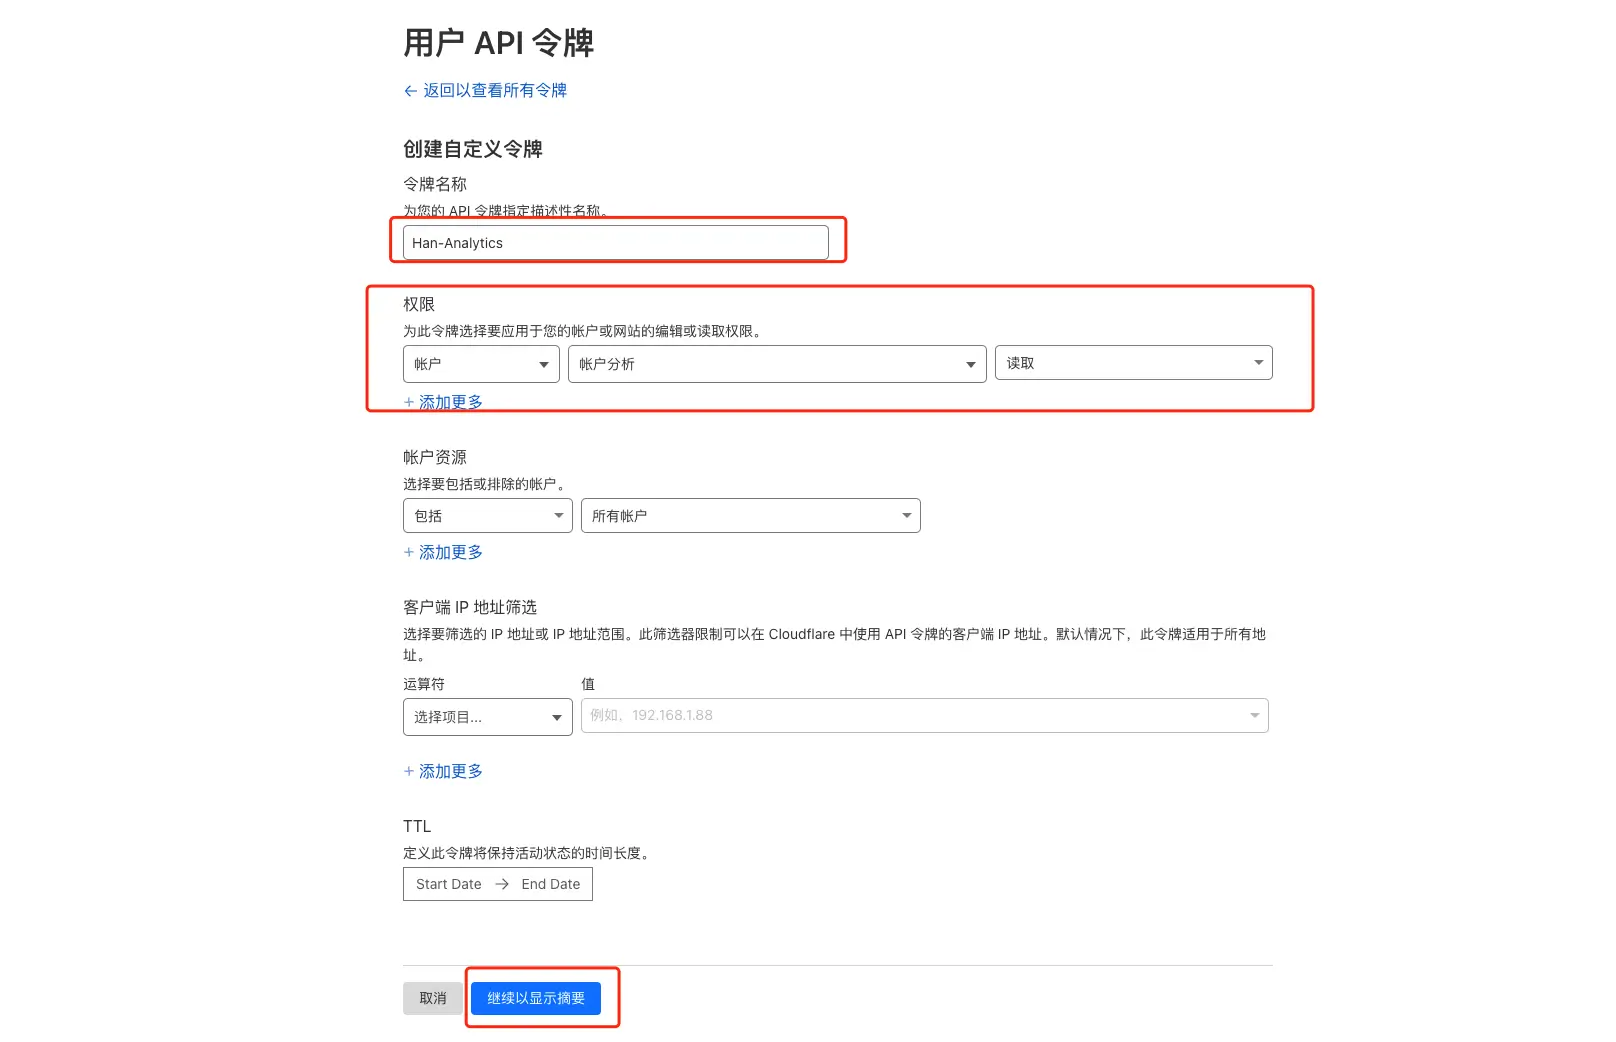 用户 API 令牌
← 返回以查看所有令牌
创建自定义令牌
令牌名称
为您的 API 令牌指定描述性名称。
Han-Analytics
权限
为此令牌选择要应用于您的帐户或网站的编辑或读取权限。
帐户 帐户分析 读取
+ 添加更多
帐户资源
选择要包括或排除的帐户。
包括 所有帐户
+ 添加更多
客户端 IP 地址筛选
选择要筛选的 IP 地址或 IP 地址范围。此筛选器限制可以在 Cloudflare 中使用 API 令牌的客户端 IP 地址。默认情况下，此令牌适用于所有地
址。
运算符 值
选择项目... 例如，192.168.1.88
+ 添加更多
TTL
定义此令牌将保持活动状态的时间长度。
Start Date → End Date
取消 继续以显示摘要